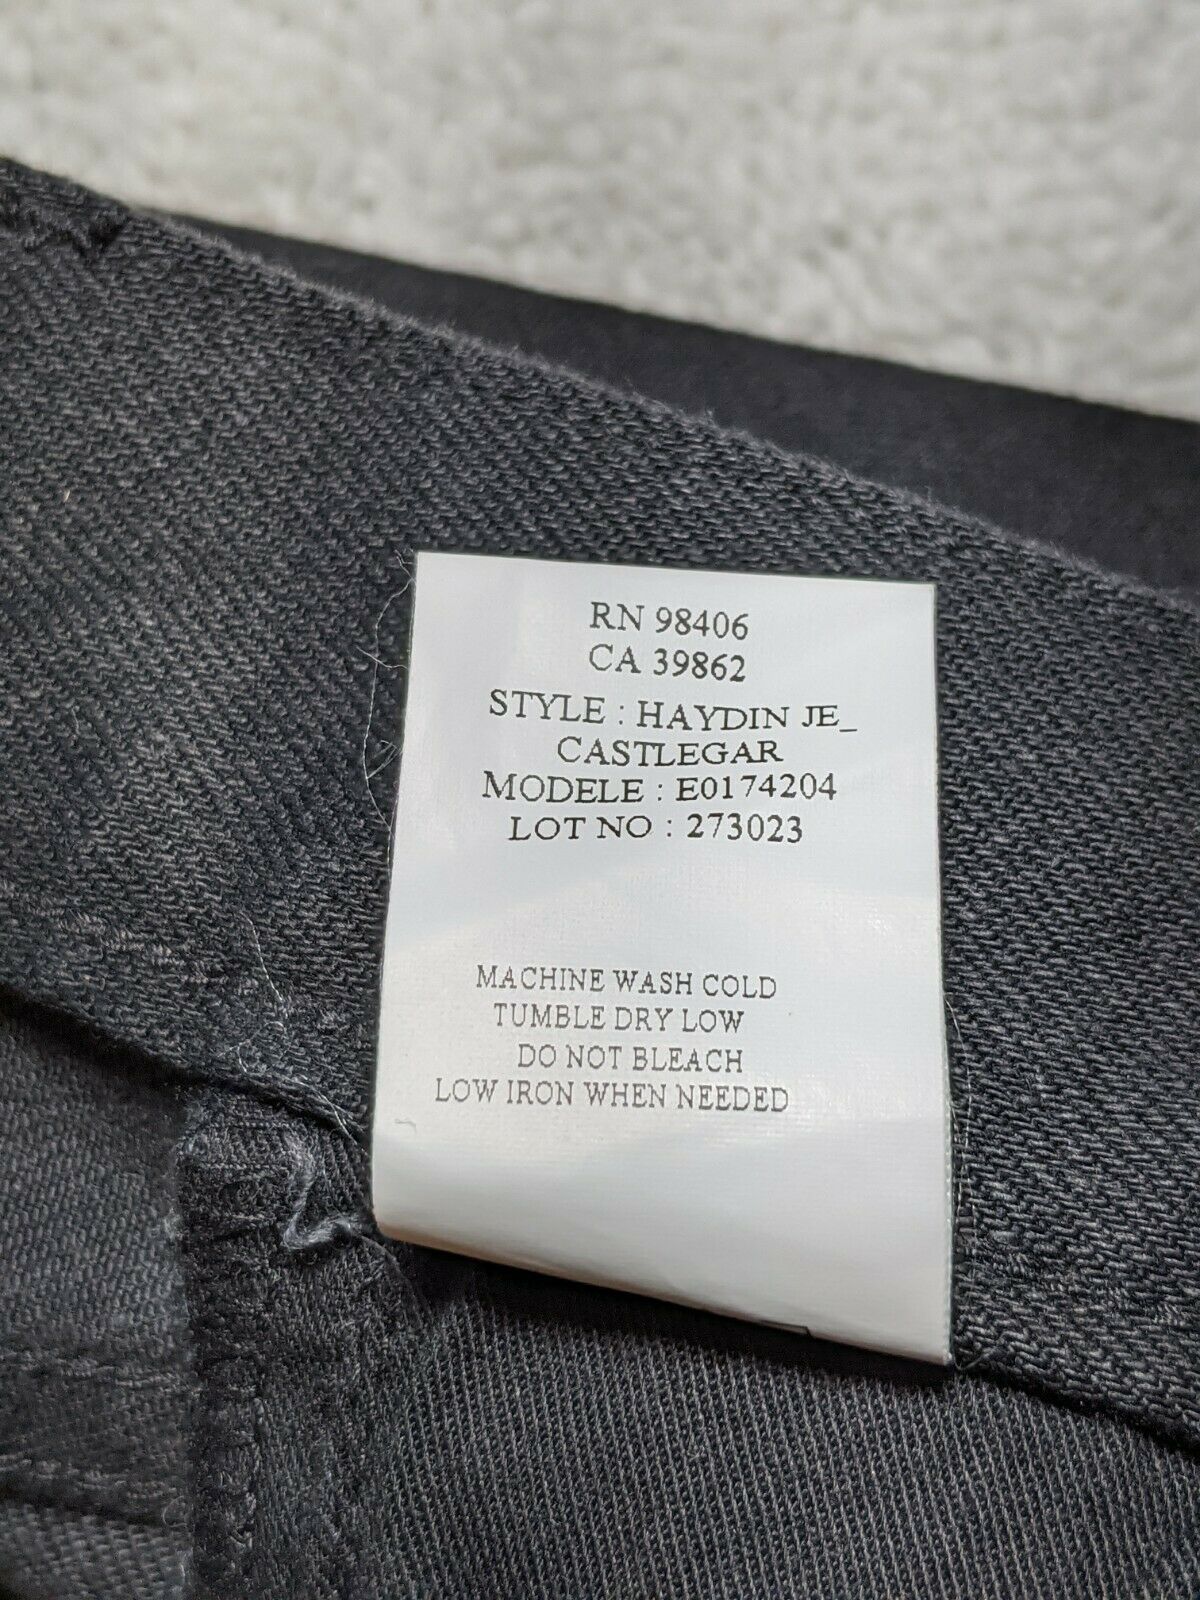 RN 98406
CA 39862
STYLE : HAYDIN JE_
CASTLEGAR
MODELE : E0174204
LOT NO : 273023
MACHINE WASH COLD
TUMBLE DRY LOW
DO NOT BLEACH
LOW IRON WHEN NEEDED